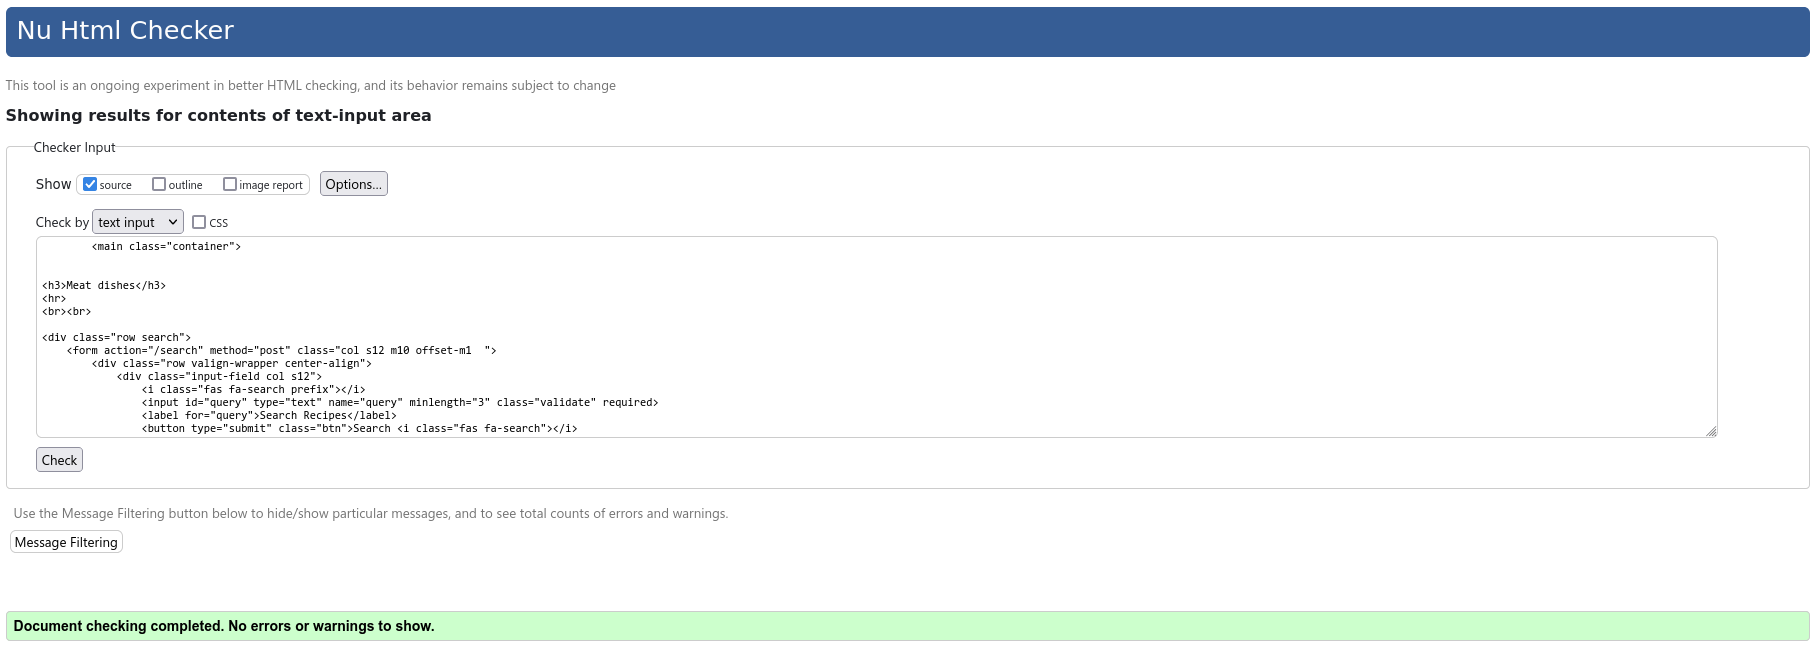 Nu Html Checker
This tool is an ongoing experiment in better HTML checking, and its behavior remains subject to change
Showing results for contents of text-input area
Checker Input
Show source outline image report Options...
Check by text input CSS
<main class="container">
<h3>Meat dishes</h3>
<hr>
<br><br>
<div class="row search">
<form action="/search" method="post" class="col s12 m10 offset-m1  ">
<div class="row valign-wrapper center-align">
<div class="input-field col s12">
<i class="fas fa-search prefix"></i>
<input id="query" type="text" name="query" minlength="3" class="validate" required>
<label for="query">Search Recipes</label>
<button type="submit" class="btn">Search <i class="fas fa-search"></i>
Check
Use the Message Filtering button below to hide/show particular messages, and to see total counts of errors and warnings.
Message Filtering
Document checking completed. No errors or warnings to show.